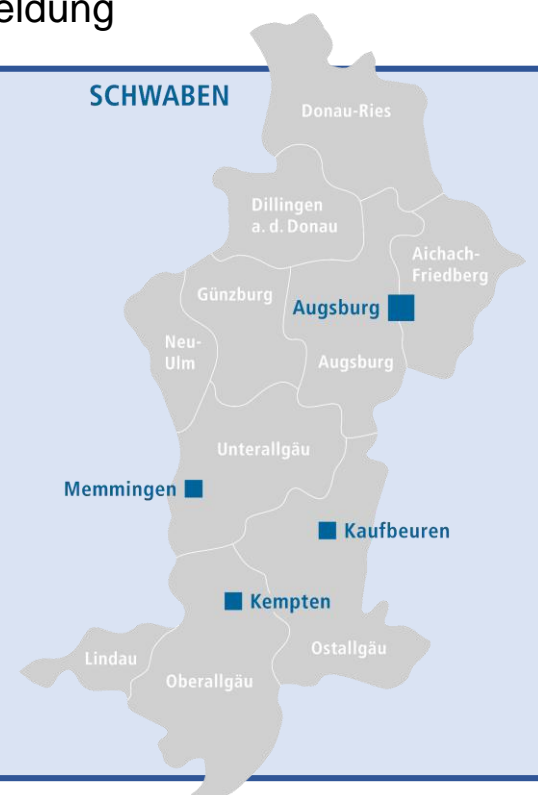 eldung
SCHWABEN
Donau-Ries
Dillingen
a. d. Donau
Aichach-
Friedberg
Günzburg
Augsburg
Neu-
Ulm
Augsburg
Unterallgäu
Memmingen
Kaufbeuren
Kempten
Ostallgäu
Lindau
Oberallgäu